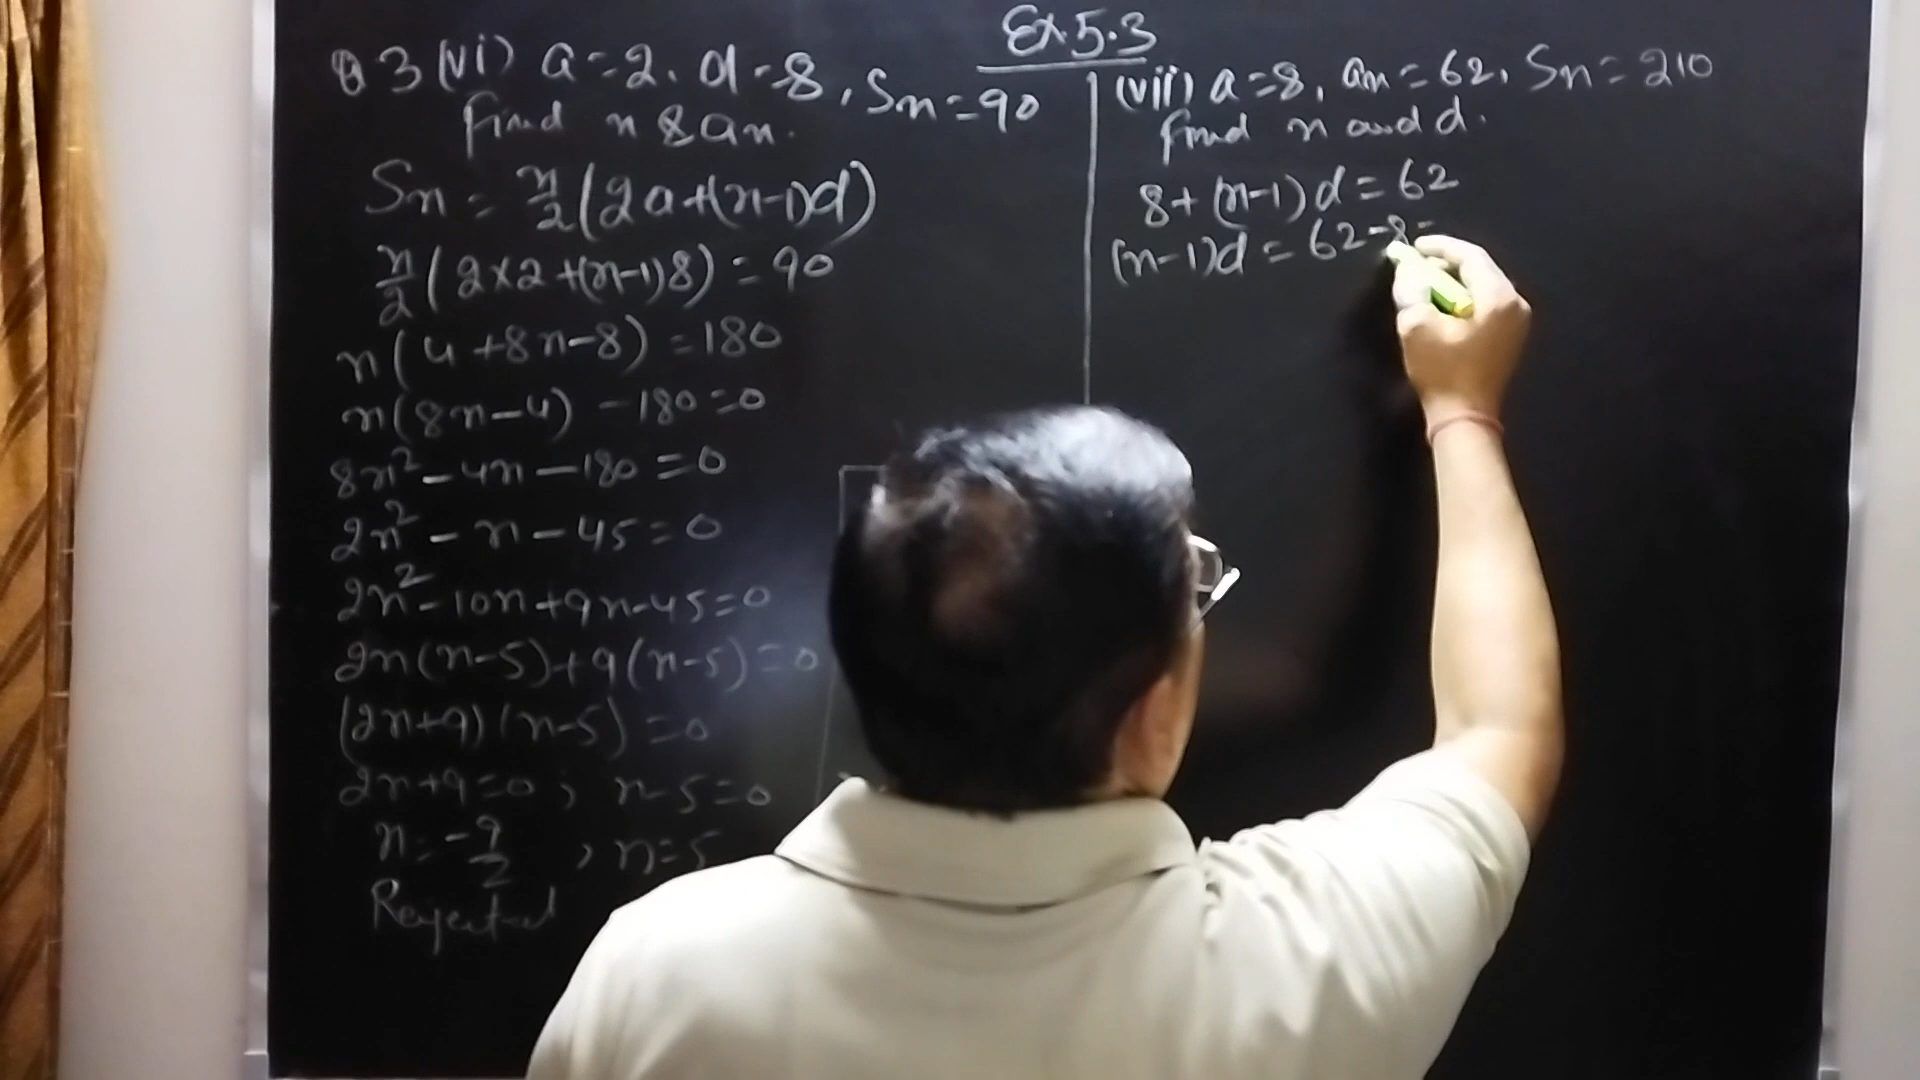 Ex.5.3
Q3(vi) a=2, d=8, Sn=90
find n & an.
Sn = n/2(2a+(n-1)d)
n/2(2×2+(n-1)8)=90
n(4+8n-8)=180
n(8n-4)-180=0
8n²-4n-180=0
2n²-n-45=0
2n²-10n+9n-45=0
2n(n-5)+9(n-5)=0
(2n+9)(n-5)=0
2n+9=0, n-5=0
n=-9/2, n=5
Rejected
(vii) a=8, an=62, Sn=210
find n and d.
8+(n-1)d=62
(n-1)d=62-8=